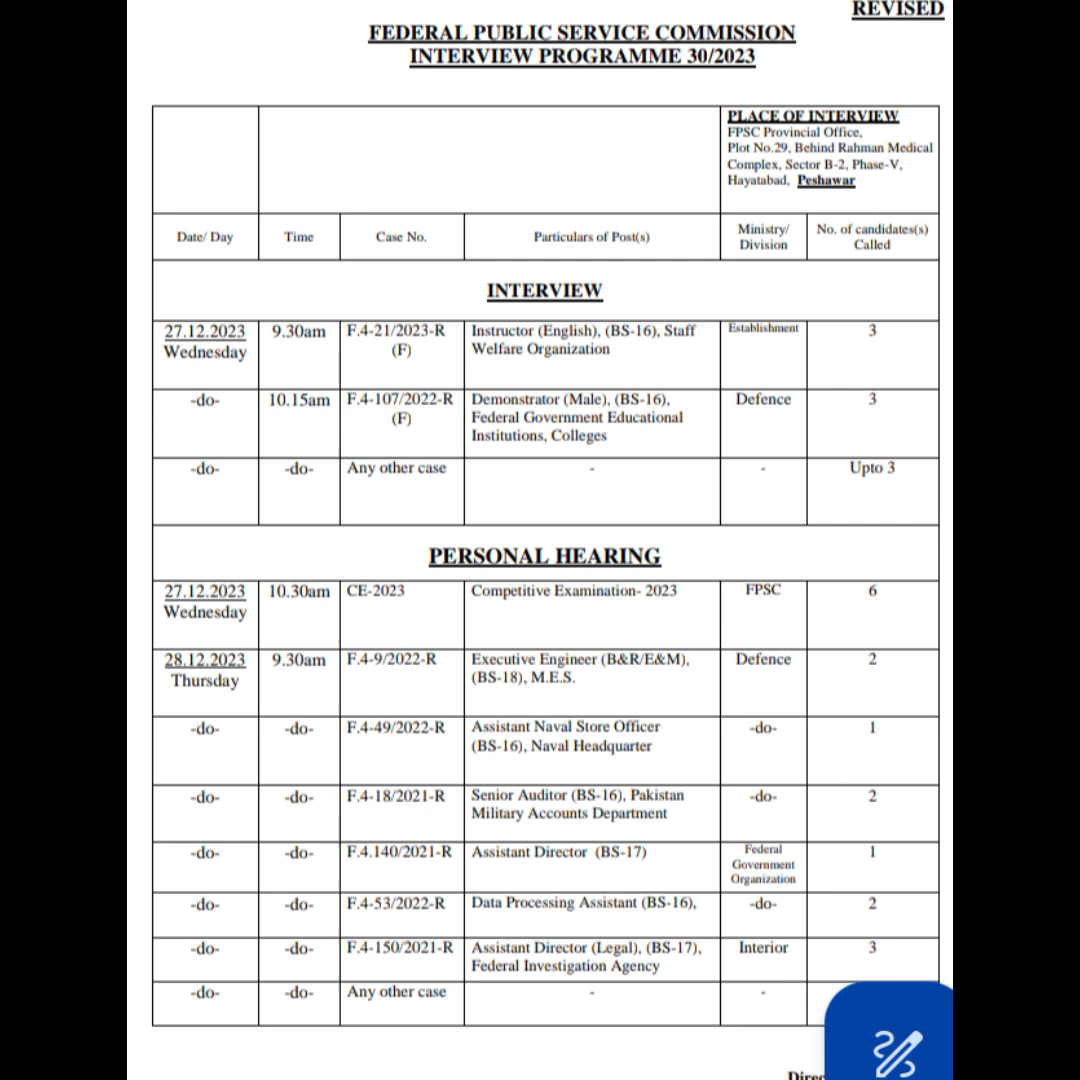 REVISED
FEDERAL PUBLIC SERVICE COMMISSION
INTERVIEW PROGRAMME 30/2023
PLACE OF INTERVIEW
FPSC Provincial Office,
Plot No.29, Behind Rahman Medical
Complex, Sector B-2, Phase-V,
Hayatabad, Peshawar
Date/ Day Time Case No. Particulars of Post(s) Ministry/ No. of candidates(s)
Division Called
INTERVIEW
27.12.2023 9.30am F.4-21/2023-R Instructor (English), (BS-16), Staff Establishment 3
Wednesday (F) Welfare Organization
-do- 10.15am F.4-107/2022-R Demonstrator (Male), (BS-16), Defence 3
(F) Federal Government Educational
Institutions, Colleges
-do- -do- Any other case - - Upto 3
PERSONAL HEARING
27.12.2023 10.30am CE-2023 Competitive Examination- 2023 FPSC 6
Wednesday
28.12.2023 9.30am F.4-9/2022-R Executive Engineer (B&R/E&M), Defence 2
Thursday (BS-18), M.E.S.
-do- -do- F.4-49/2022-R Assistant Naval Store Officer -do- 1
(BS-16), Naval Headquarter
-do- -do- F.4-18/2021-R Senior Auditor (BS-16), Pakistan -do- 2
Military Accounts Department
-do- -do- F.4.140/2021-R Assistant Director (BS-17) Federal 1
Government
Organization
-do- -do- F.4-53/2022-R Data Processing Assistant (BS-16), -do- 2
-do- -do- F.4-150/2021-R Assistant Director (Legal), (BS-17), Interior 3
Federal Investigation Agency
-do- -do- Any other case - -